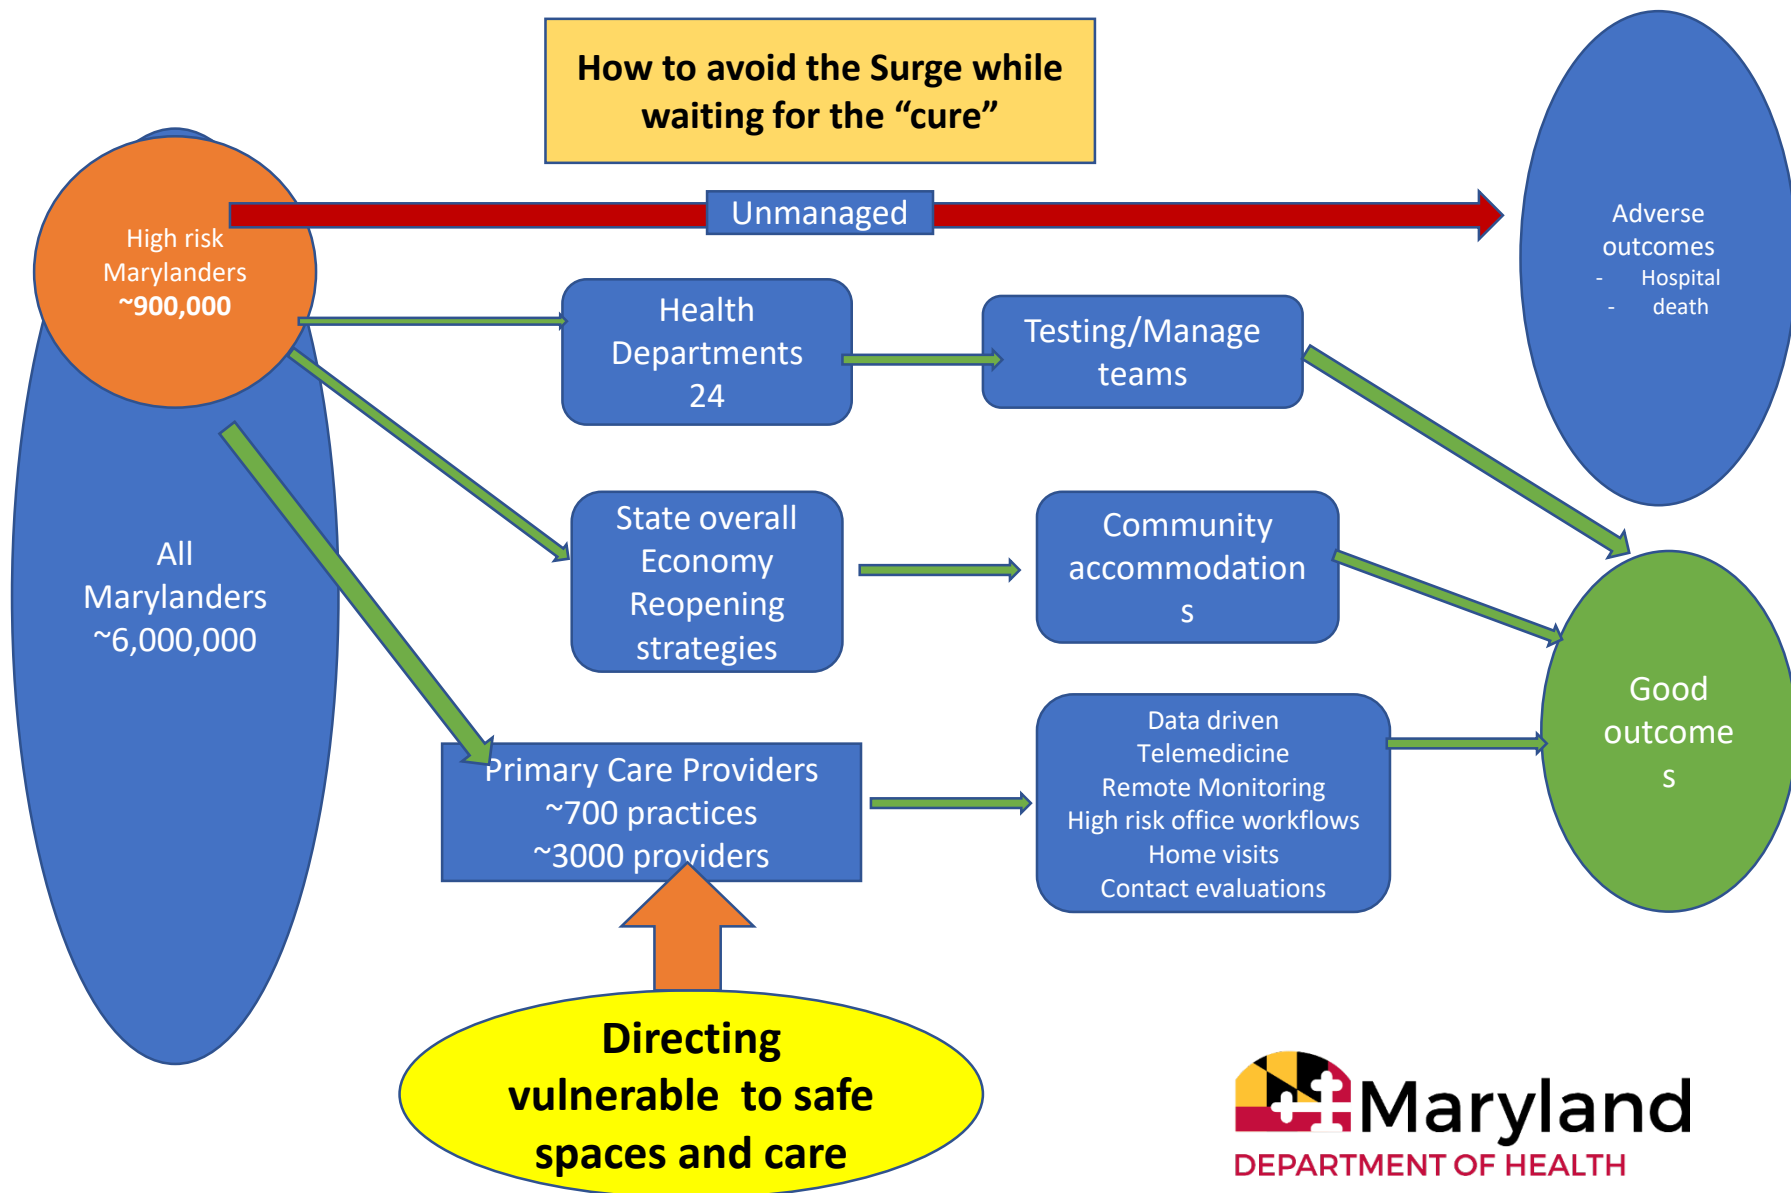 How to avoid the Surge while
waiting for the “cure”
High risk
Marylanders
~900,000
All
Marylanders
~6,000,000
Unmanaged
Adverse
outcomes
- Hospital
- death
Health
Departments
24
Testing/Manage
teams
State overall
Economy
Reopening
strategies
Community
accommodation
s
Primary Care Providers
~700 practices
~3000 providers
Data driven
Telemedicine
Remote Monitoring
High risk office workflows
Home visits
Contact evaluations
Good
outcome
s
Directing
vulnerable to safe
spaces and care
Maryland
DEPARTMENT OF HEALTH